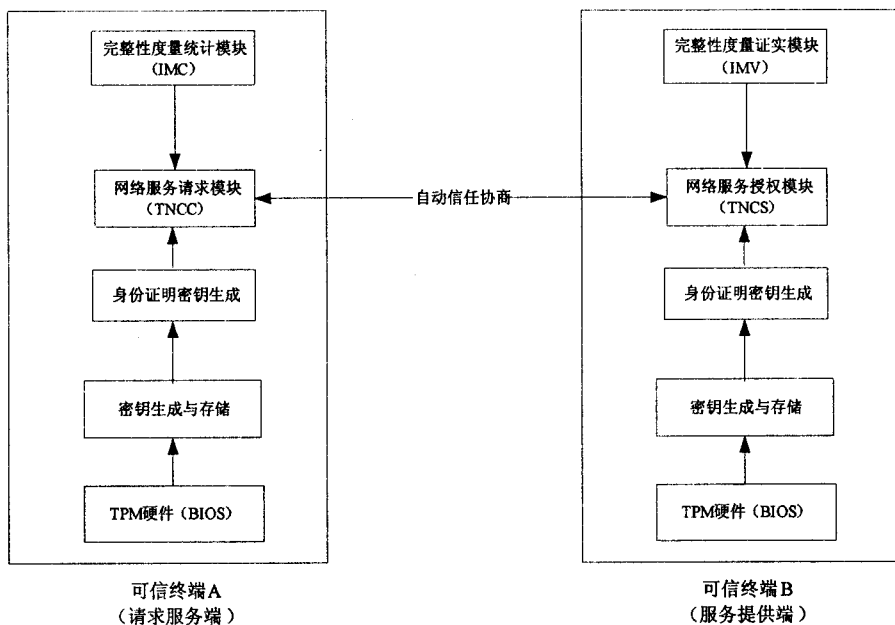 完整性度量统计模块
(IMC)
网络服务请求模块
(TNCC)
身份证明密钥生成
密钥生成与存储
TPM硬件（BIOS）
可信终端A
（请求服务端）
自动信任协商
完整性度量证实模块
(IMV)
网络服务授权模块
(TNCS)
身份证明密钥生成
密钥生成与存储
TPM硬件（BIOS）
可信终端B
（服务提供端）